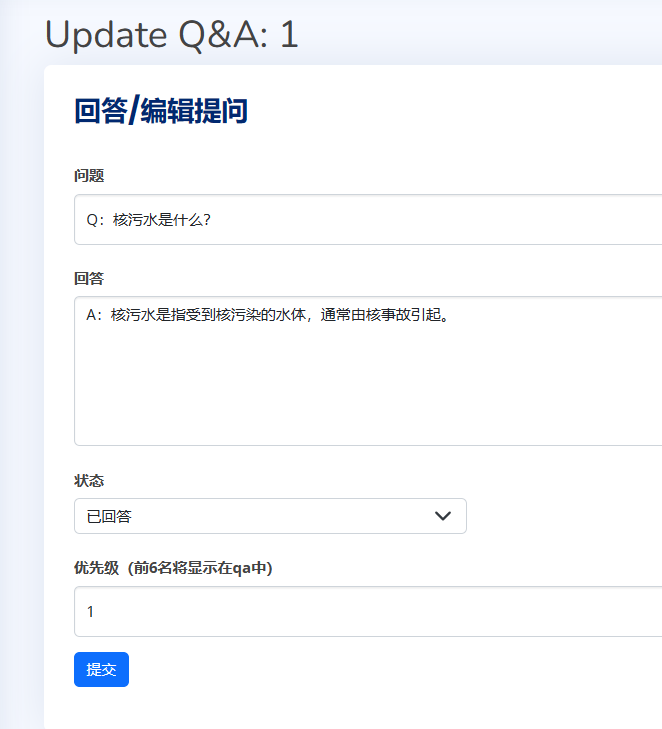 Update Q&A: 1
回答/编辑提问
问题
Q：核污水是什么？
回答
A：核污水是指受到核污染的水体，通常由核事故引起。
状态
已回答
优先级（前6名将显示在qa中）
1
提交